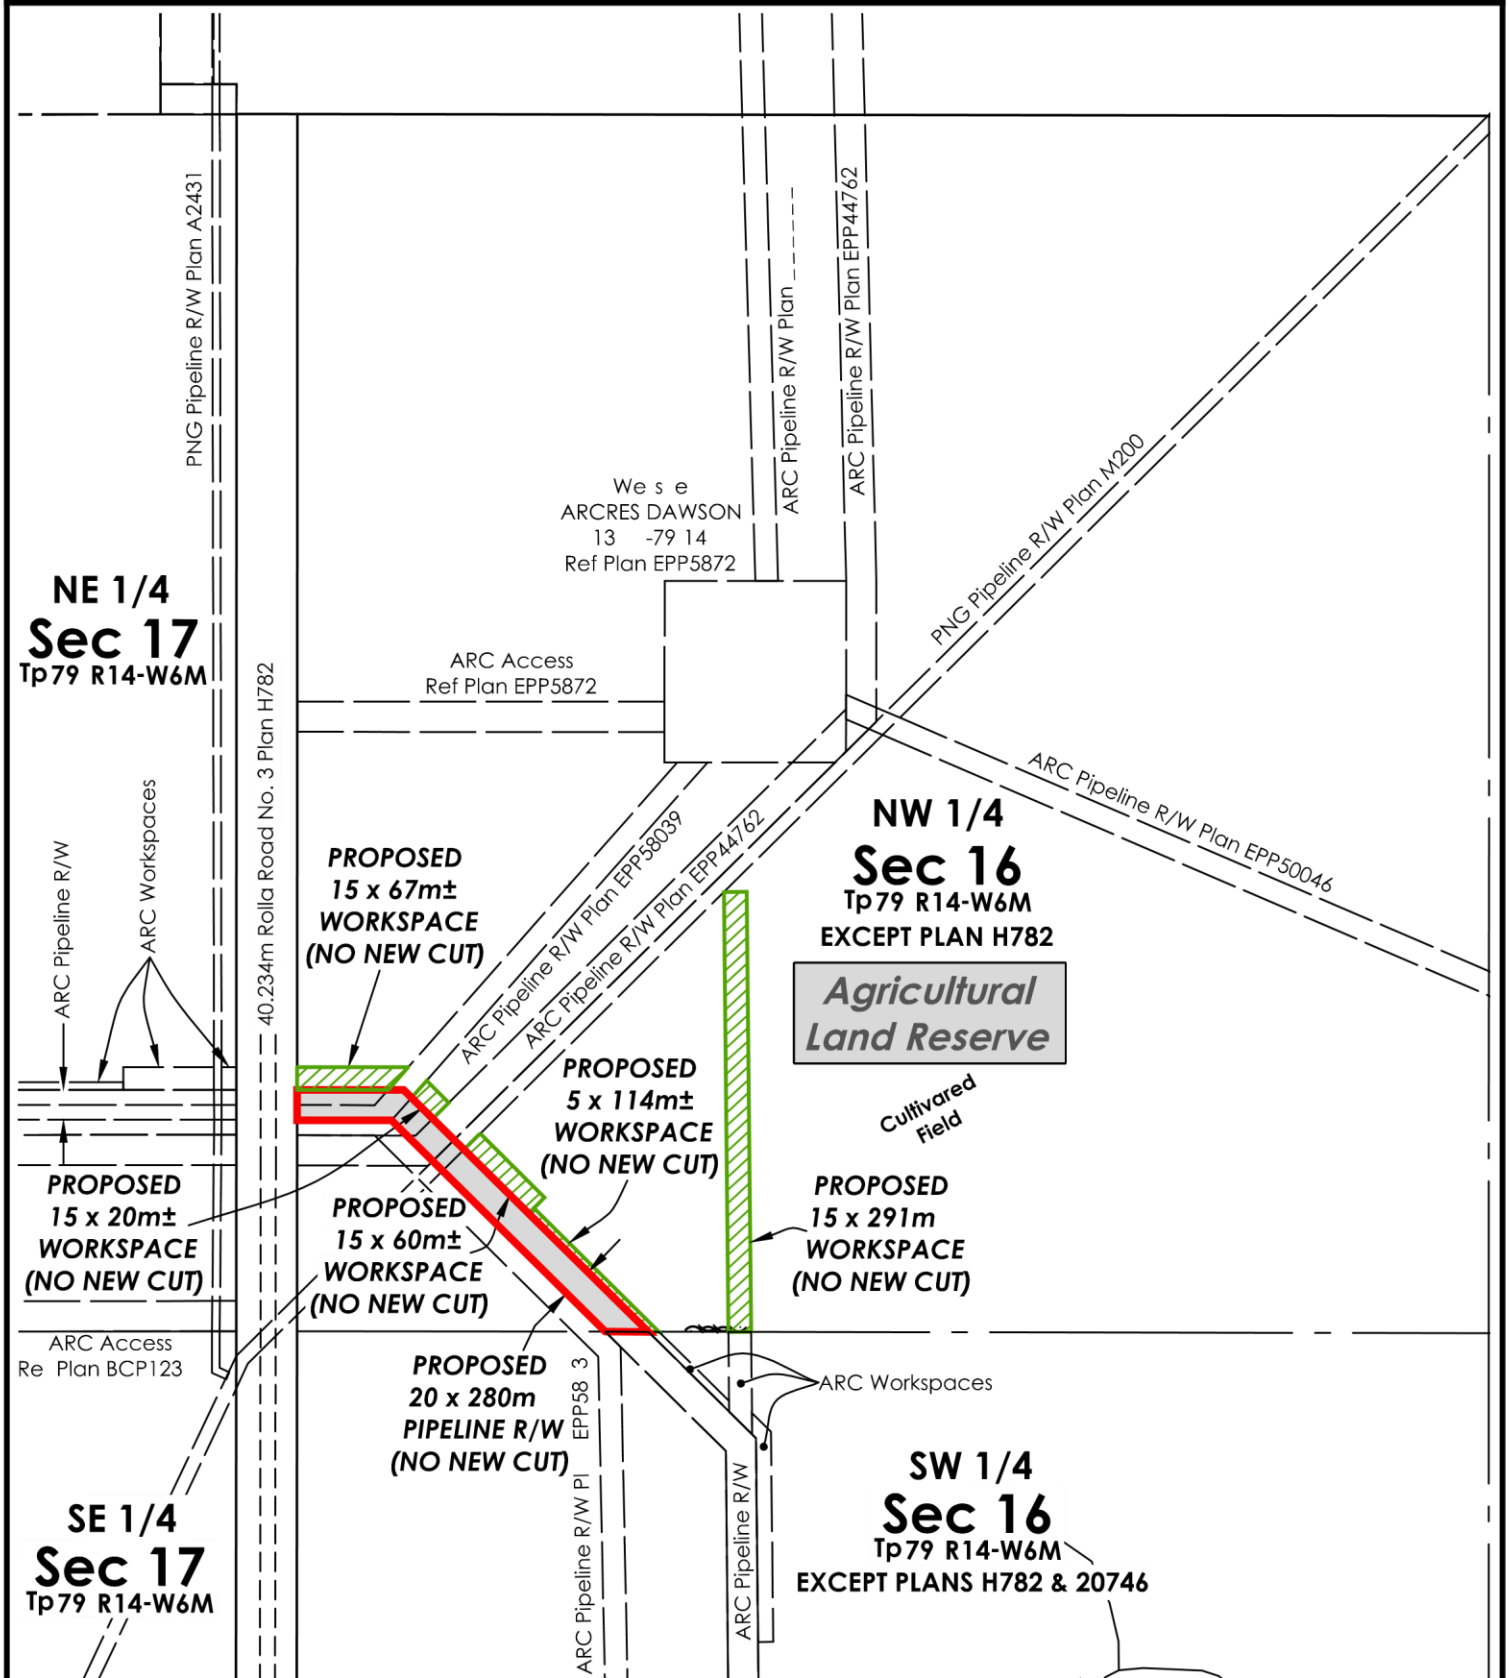 PNG Pipeline R/W Plan A2431
ARC Pipeline R/W Plan
ARC Pipeline R/W Plan EPP44762
PNG Pipeline R/W Plan M200
We s e
ARCRES DAWSON
13 -79 14
Ref Plan EPP5872
NE 1/4
Sec 17
Tp79 R14-W6M
40.234m Rolla Road No. 3 Plan H782
ARC Access
Ref Plan EPP5872
ARC Pipeline R/W Plan EPP50046
ARC Pipeline R/W
ARC Workspaces
PROPOSED
15 x 67m±
WORKSPACE
(NO NEW CUT)
ARC Pipeline R/W Plan EPP58039
ARC Pipeline R/W Plan EPP44762
NW 1/4
Sec 16
Tp79 R14-W6M
EXCEPT PLAN H782
Agricultural
Land Reserve
Cultivared
Field
PROPOSED
5 x 114m±
WORKSPACE
(NO NEW CUT)
PROPOSED
15 x 20m±
WORKSPACE
(NO NEW CUT)
PROPOSED
15 x 60m±
WORKSPACE
(NO NEW CUT)
PROPOSED
15 x 291m
WORKSPACE
(NO NEW CUT)
ARC Access
Re Plan BCP123
PROPOSED
20 x 280m
PIPELINE R/W
(NO NEW CUT)
ARC Workspaces
ARC Pipeline R/W Pl EPP58 3
ARC Pipeline R/W
SE 1/4
Sec 17
Tp79 R14-W6M
SW 1/4
Sec 16
Tp79 R14-W6M
EXCEPT PLANS H782 & 20746